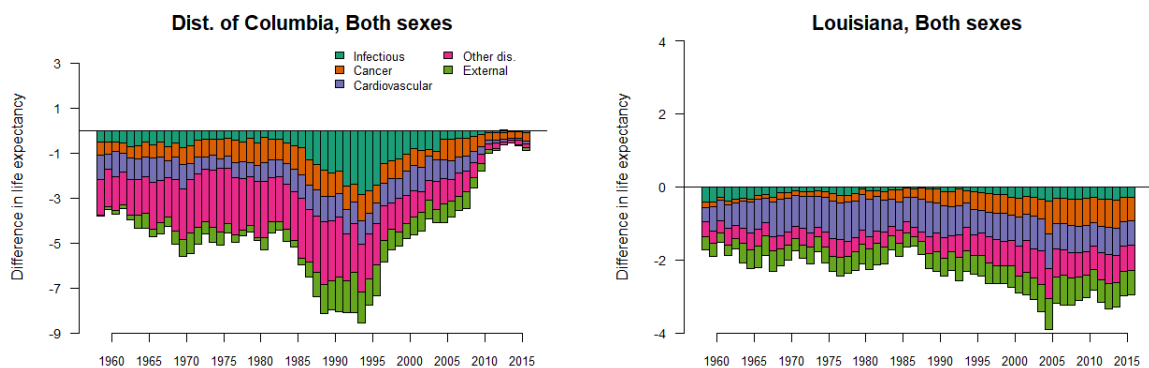 Dist. of Columbia, Both sexes
Infectious
Cancer
Cardiovascular
Other dis.
External
Difference in life expectancy
3
1
-1
-3
-5
-7
-9
1960 1965 1970 1975 1980 1985 1990 1995 2000 2005 2010 2015
Louisiana, Both sexes
Difference in life expectancy
4
2
0
-2
-4
1960 1965 1970 1975 1980 1985 1990 1995 2000 2005 2010 2015